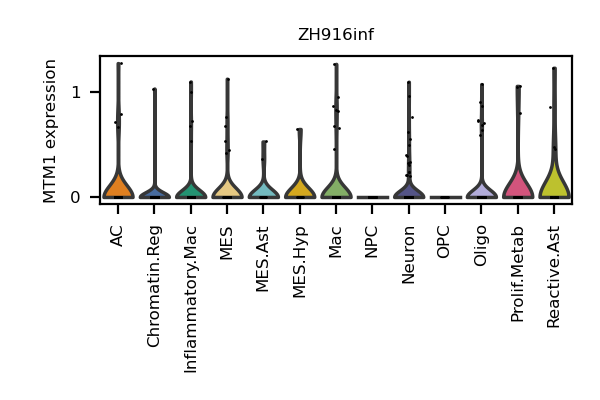 ZH916inf
MTM1 expression
1
0
AC
Chromatin.Reg
Inflammatory.Mac
MES
MES.Ast
MES.Hyp
Mac
NPC
Neuron
OPC
Oligo
Prolif.Metab
Reactive.Ast